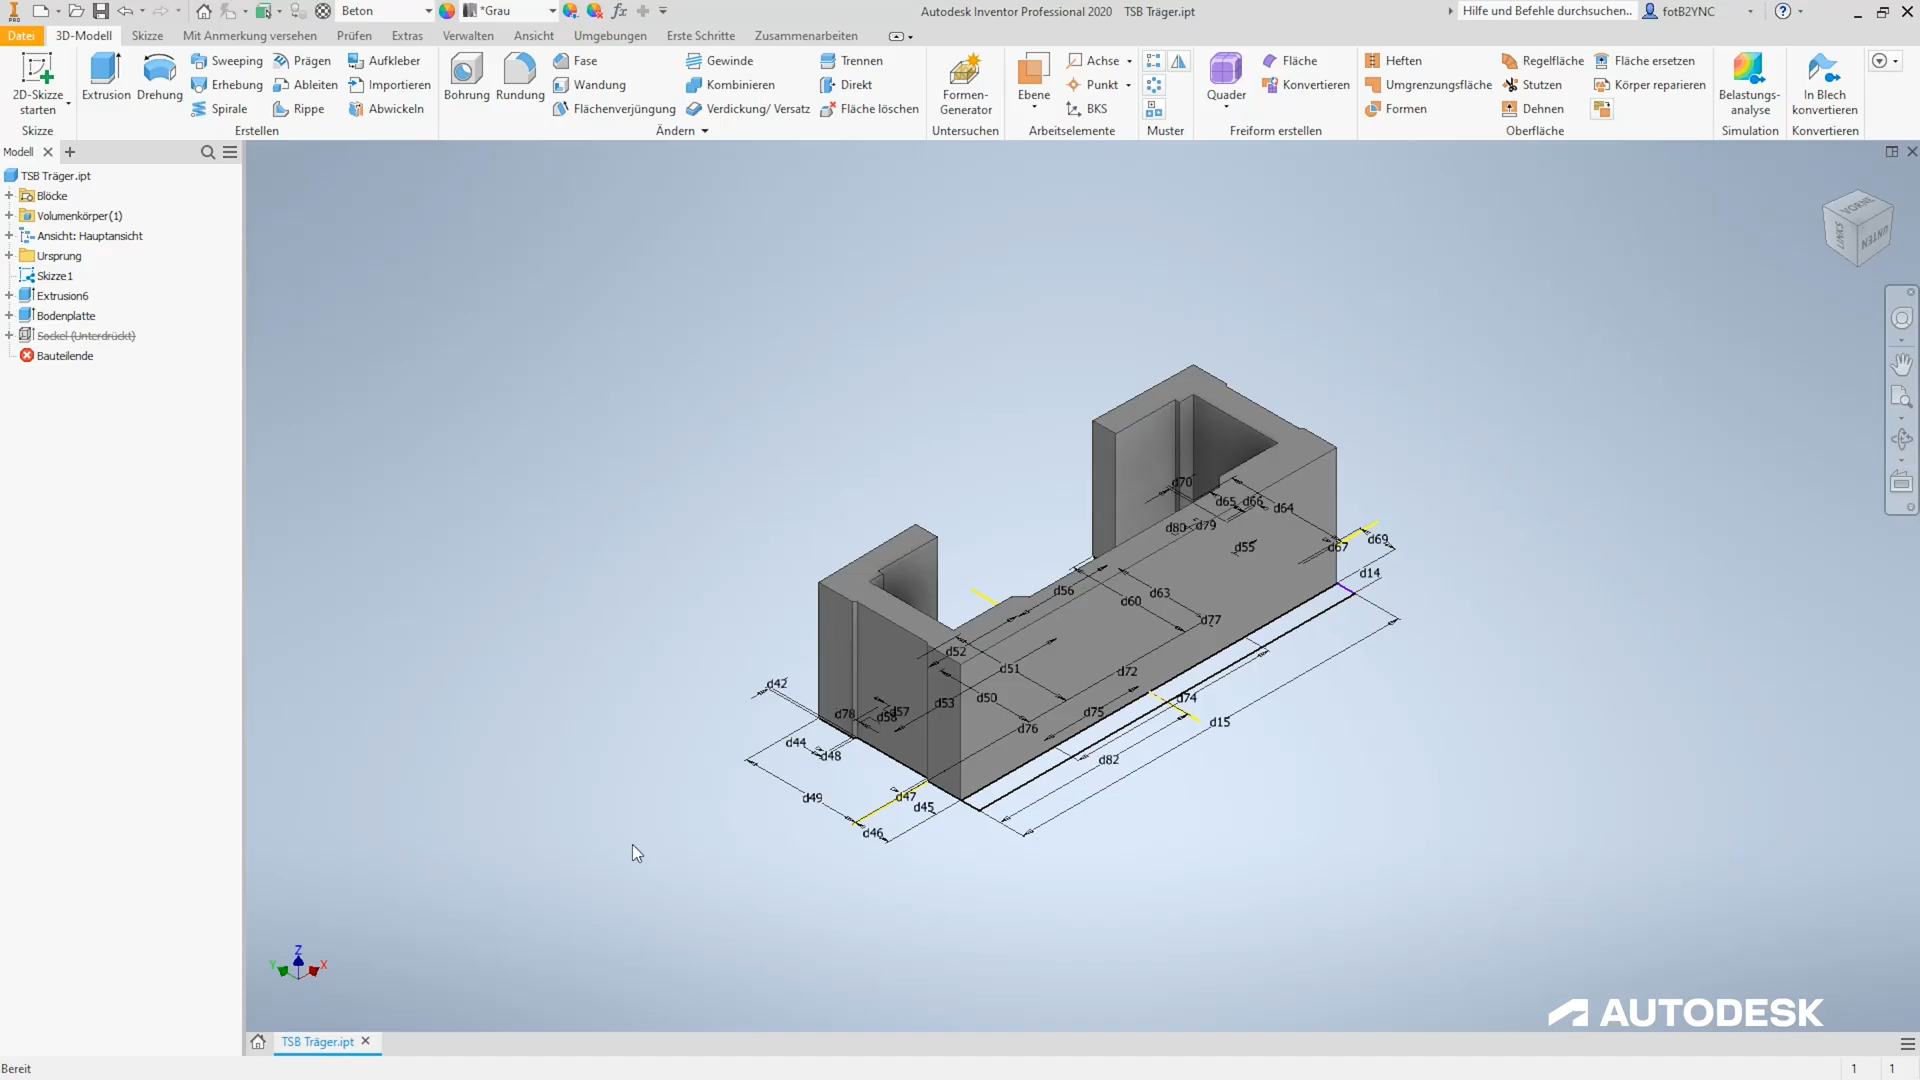 Beton
*Grau
fx
Autodesk Inventor Professional 2020 TSB Träger.ipt
Hilfe und Befehle durchsuchen..
fotB2YNC
PRO
Datei 3D-Modell Skizze Mit Anmerkung versehen Prüfen Extras Verwalten Ansicht Umgebungen Erste Schritte Zusammenarbeiten
2D-Skizze
starten
Skizze
Extrusion
Drehung
Sweeping
Erhebung
Spirale
Prägen
Ableiten
Rippe
Aufkleber
Importieren
Abwickeln
Erstellen
Bohrung
Rundung
Fase
Wandung
Flächenverjüngung
Gewinde
Kombinieren
Verdickung/ Versatz
Trennen
Direkt
Fläche löschen
Ändern
Formen-
Generator
Untersuchen
Ebene
Achse
Punkt
BKS
Arbeitselemente
Muster
Quader
Fläche
Konvertieren
Freiform erstellen
Heften
Umgrenzungsfläche
Formen
Regelfläche
Stutzen
Dehnen
Fläche ersetzen
Körper reparieren
Oberfläche
Belastungs-
analyse
Simulation
In Blech
konvertieren
Konvertieren
Modell
TSB Träger.ipt
Blöcke
Volumenkörper(1)
Ansicht: Hauptansicht
Ursprung
Skizze1
Extrusion6
Bodenplatte
Sockel (Unterdrückt)
Bauteilende
VORNE
LINKS
UNTEN
d70
d65
d66
d64
d80
d79
d55
d67
d69
d14
d56
d63
d60
d77
d52
d51
d72
d42
d50
d74
d78
d58
d57
d53
d75
d15
d76
d44
d48
d82
d49
d47
d45
d46
Z
Y
X
AUTODESK
TSB Träger.ipt
Bereit
1
1